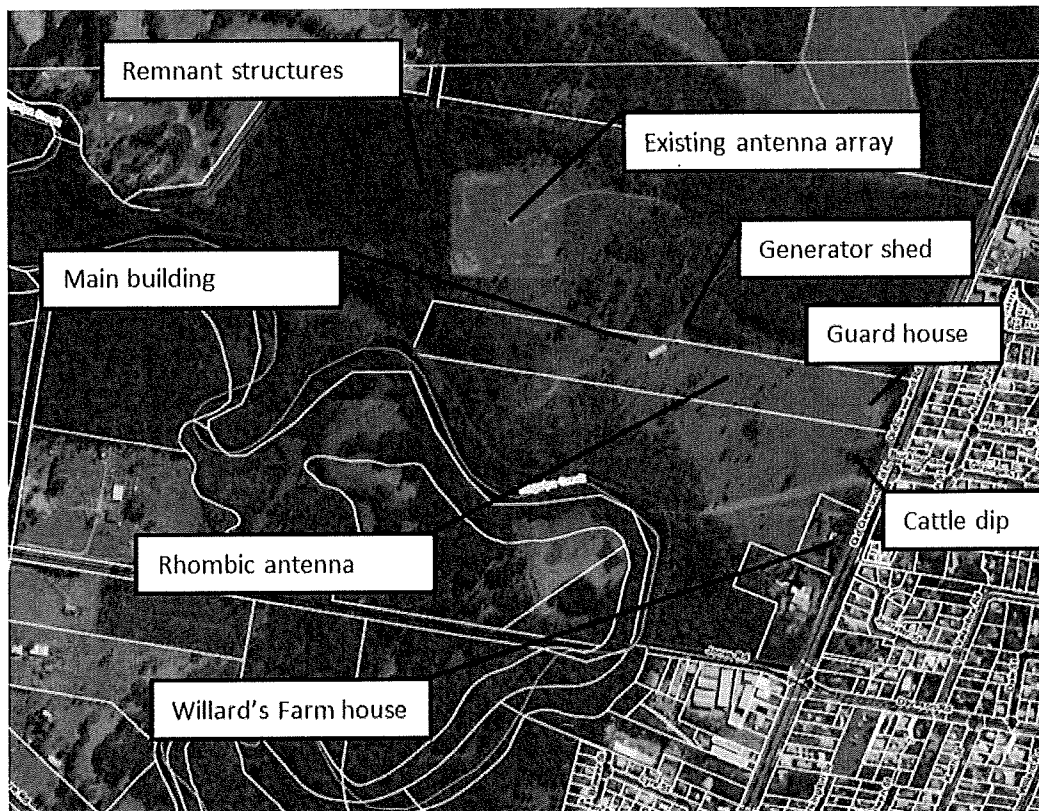 Remnant structures
Existing antenna array
Generator shed
Main building
Guard house
Cattle dip
Rhombic antenna
Willard's Farm house